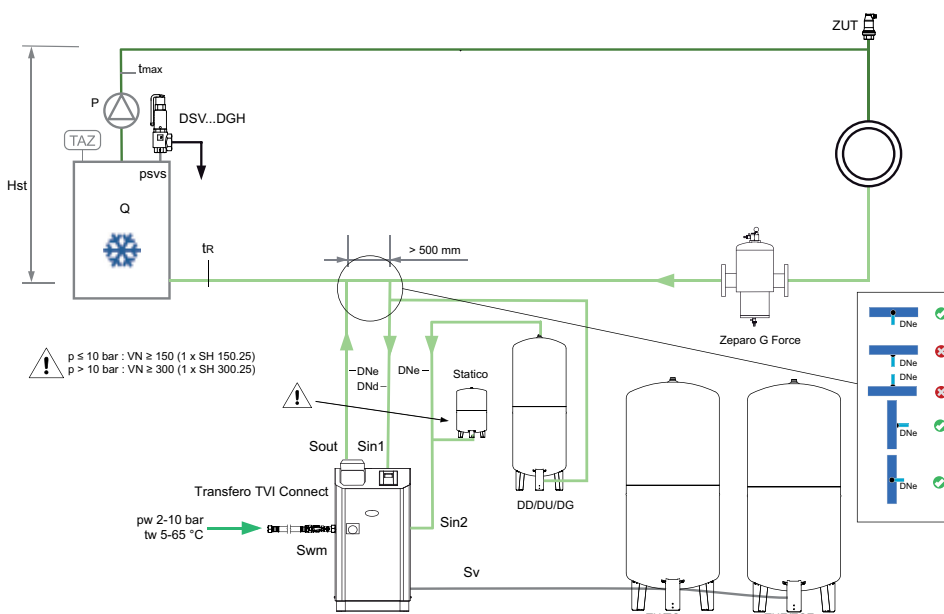 ZUT
tmax
P
DSV...DGH
TAZ
psvs
Hst
Q
tR
> 500 mm
Zeparo G Force
DNe
DNe
DNe
DNe
DNe
p ≤ 10 bar : VN ≥ 150 (1 x SH 150.25)
p > 10 bar : VN ≥ 300 (1 x SH 300.25)
DNe
DNd
DNe
Statico
Sout
Sin1
Transfero TVI Connect
DD/DU/DG
pw 2-10 bar
tw 5-65 °C
Sin2
Swm
Sv